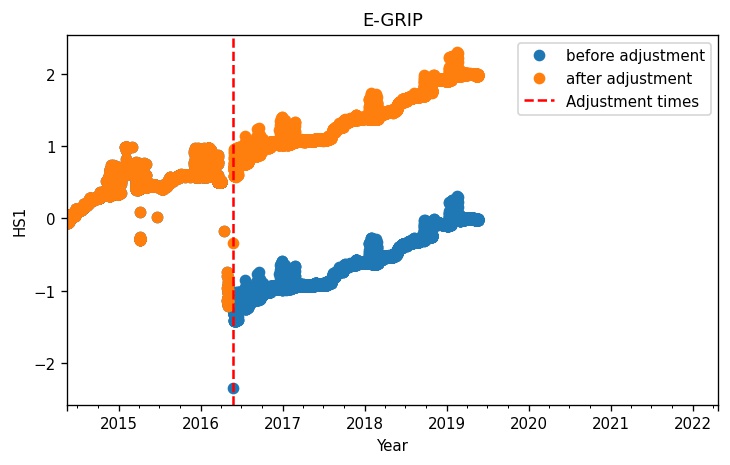 E-GRIP
before adjustment
after adjustment
Adjustment times
HS1
2
1
0
−1
−2
2015 2016 2017 2018 2019 2020 2021 2022
Year